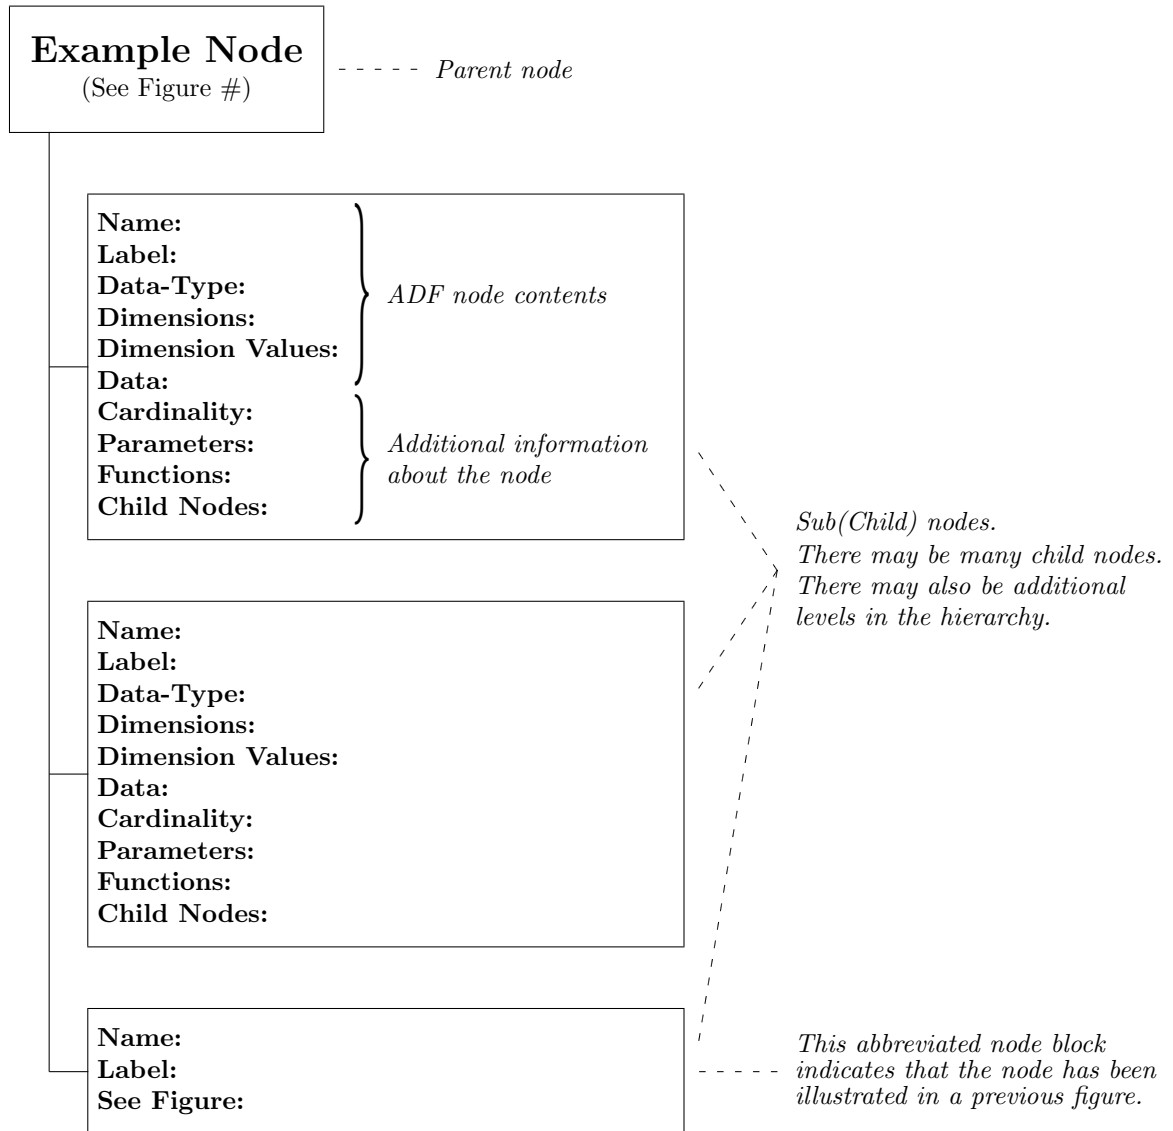 Example Node
(See Figure #)
Parent node
Name:
Label:
Data-Type:
Dimensions:
Dimension Values:
Data:
Cardinality:
Parameters:
Functions:
Child Nodes:
ADF node contents
Additional information
about the node
Sub(Child) nodes.
There may be many child nodes.
There may also be additional
levels in the hierarchy.
Name:
Label:
Data-Type:
Dimensions:
Dimension Values:
Data:
Cardinality:
Parameters:
Functions:
Child Nodes:
Name:
Label:
See Figure:
This abbreviated node block
indicates that the node has been
illustrated in a previous figure.